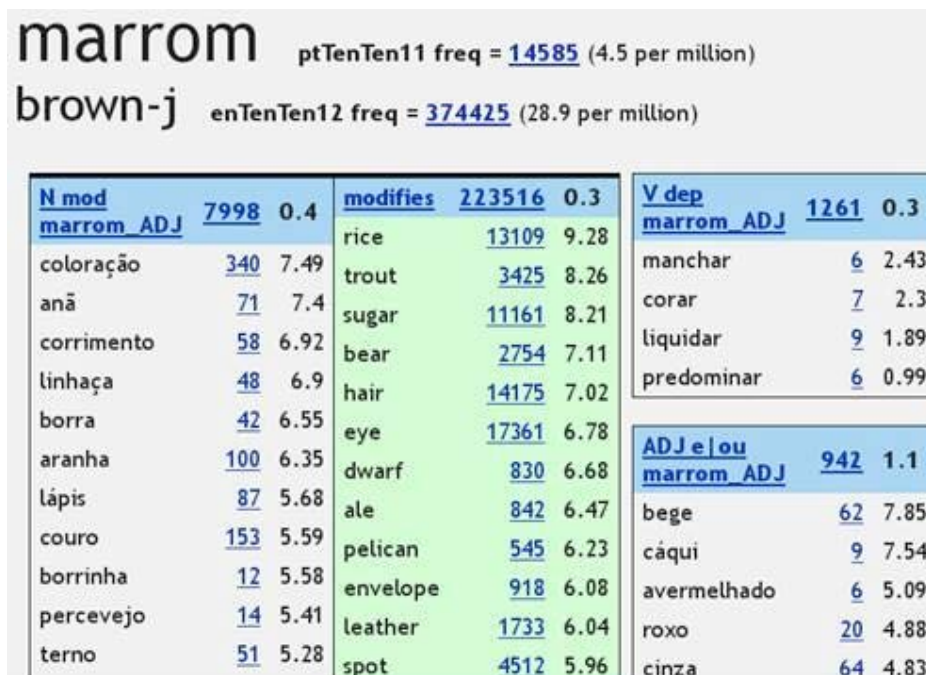 marrom ptTenTen11 freq = 14585 (4.5 per million)
brown-j enTenTen12 freq = 374425 (28.9 per million)
N mod
marrom_ADJ 7998 0.4
coloração 340 7.49
anã 71 7.4
corrimento 58 6.92
linhaça 48 6.9
borra 42 6.55
aranha 100 6.35
lápis 87 5.68
couro 153 5.59
borrinha 12 5.58
percevejo 14 5.41
terno 51 5.28
modifies 223516 0.3
rice 13109 9.28
trout 3425 8.26
sugar 11161 8.21
bear 2754 7.11
hair 14175 7.02
eye 17361 6.78
dwarf 830 6.68
ale 842 6.47
pelican 545 6.23
envelope 918 6.08
leather 1733 6.04
spot 4512 5.96
V dep
marrom_ADJ 1261 0.3
manchar 6 2.43
corar 7 2.3
liquidar 9 1.89
predominar 6 0.99
ADJ e|ou
marrom_ADJ 942 1.1
bege 62 7.85
cáqui 9 7.54
avermelhado 6 5.09
roxo 20 4.88
cinza 64 4.83